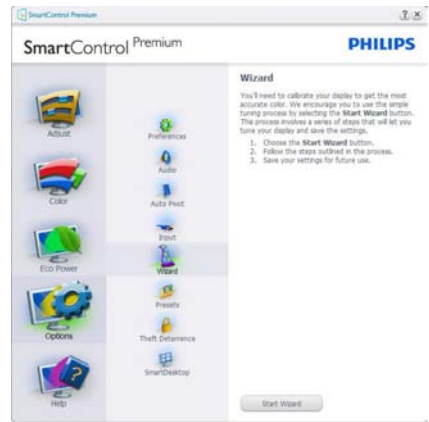 SmartControl Premium
SmartControl Premium
PHILIPS
Adjust
Color
Eco Power
Options
Help
Preferences
Audio
Auto Pivot
Input
Wizard
Presets
Theft Deterrence
SmartDesktop
Wizard
You'll need to calibrate your display to get the most
accurate color. We encourage you to use the simple
tuning process by selecting the Start Wizard button.
This process involves a series of steps that will let you
tune your display and save the settings.
1. Choose the Start Wizard button.
2. Follow the steps outlined in the process.
3. Save your settings for future use.
Start Wizard